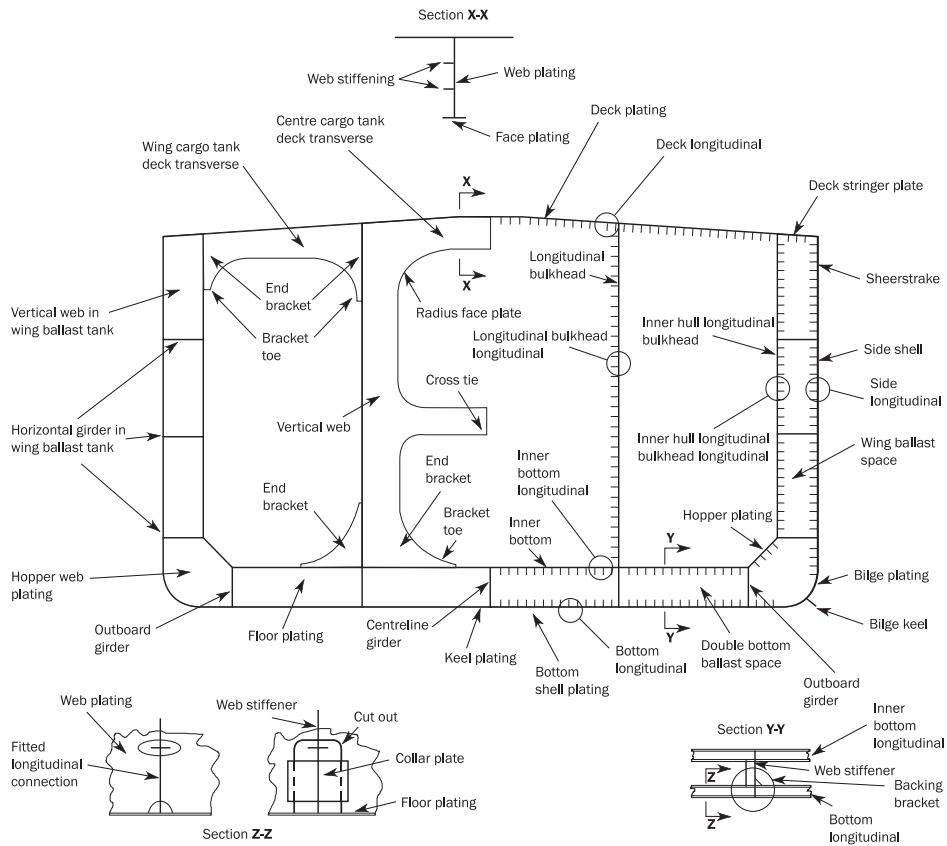 Section X-X
Web stiffening
Web plating
Face plating
Centre cargo tank
deck transverse
Wing cargo tank
deck transverse
Deck plating
Deck longitudinal
Deck stringer plate
X
X
Longitudinal
bulkhead
Sheerstrake
End
bracket
Bracket
toe
Radius face plate
Vertical web in
wing ballast tank
Longitudinal bulkhead
longitudinal
Inner hull longitudinal
bulkhead
Side shell
Side
longitudinal
Cross tie
Vertical web
Horizontal girder in
wing ballast tank
Inner hull longitudinal
bulkhead longitudinal
Wing ballast
space
End
bracket
End
bracket
Inner
bottom
longitudinal
Bracket
toe
Inner
bottom
Hopper plating
Y
Y
Hopper web
plating
Bilge plating
Bilge keel
Outboard
girder
Floor plating
Centreline
girder
Keel plating
Bottom
shell plating
Bottom
longitudinal
Double bottom
ballast space
Outboard
girder
Web plating
Fitted
longitudinal
connection
Web stiffener
Cut out
Collar plate
Floor plating
Section Z-Z
Section Y-Y
Inner
bottom
longitudinal
Web stiffener
Z
Z
Backing
bracket
Bottom
longitudinal